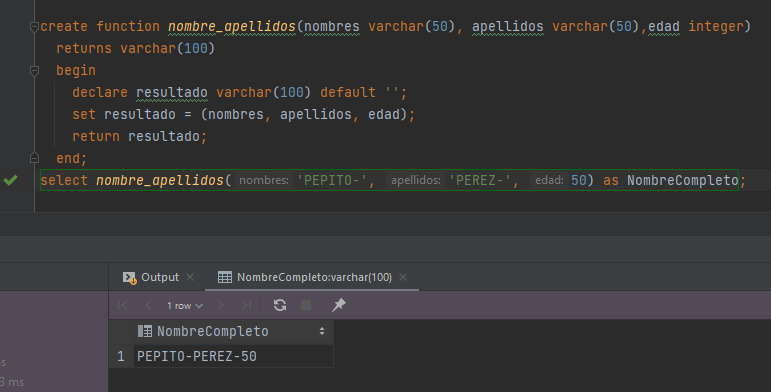 create function nombre_apellidos(nombres varchar(50), apellidos varchar(50),edad integer)
returns varchar(100)
begin
declare resultado varchar(100) default '';
set resultado = (nombres, apellidos, edad);
return resultado;
end;
select nombre_apellidos( nombres: 'PEPITO-', apellidos: 'PEREZ-', edad: 50) as NombreCompleto;
Output NombreCompleto:varchar(100)
1 row
NombreCompleto
1 PEPITO-PEREZ-50
3 ms